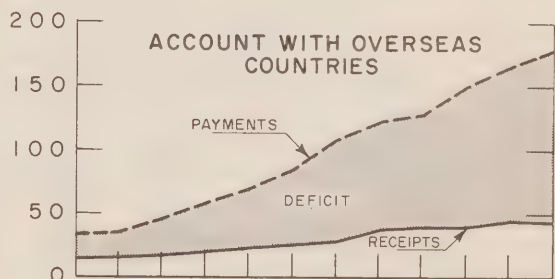 200
ACCOUNT WITH OVERSEAS
COUNTRIES
150
PAYMENTS
100
DEFICIT
50
RECEIPTS
0